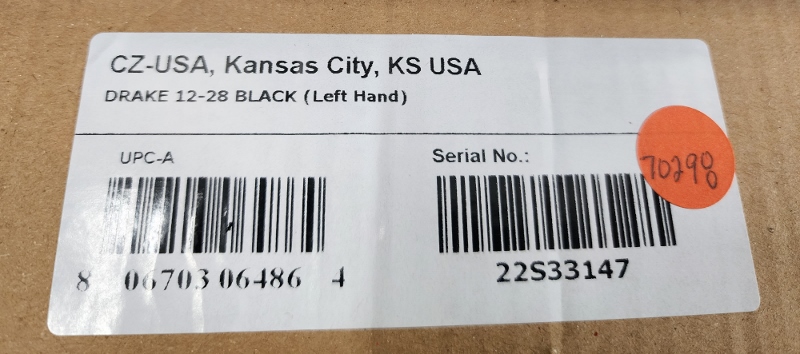 CZ-USA, Kansas City, KS USA
DRAKE 12-28 BLACK (Left Hand)
UPC-A
Serial No.:
8 06703 06486 4
22S33147
702900